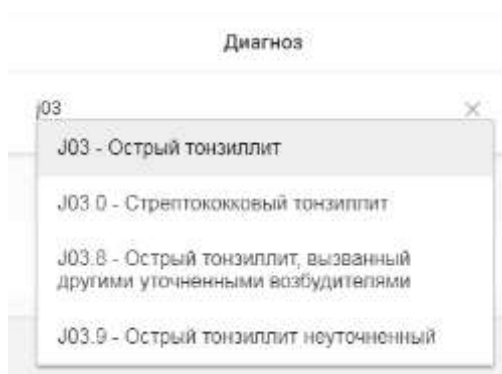 Диагноз
j03
J03 - Острый тонзиллит
J03.0 - Стрептококковый тонзиллит
J03.8 - Острый тонзиллит, вызванный
другими уточненными возбудителями
J03.9 - Острый тонзиллит неуточненный